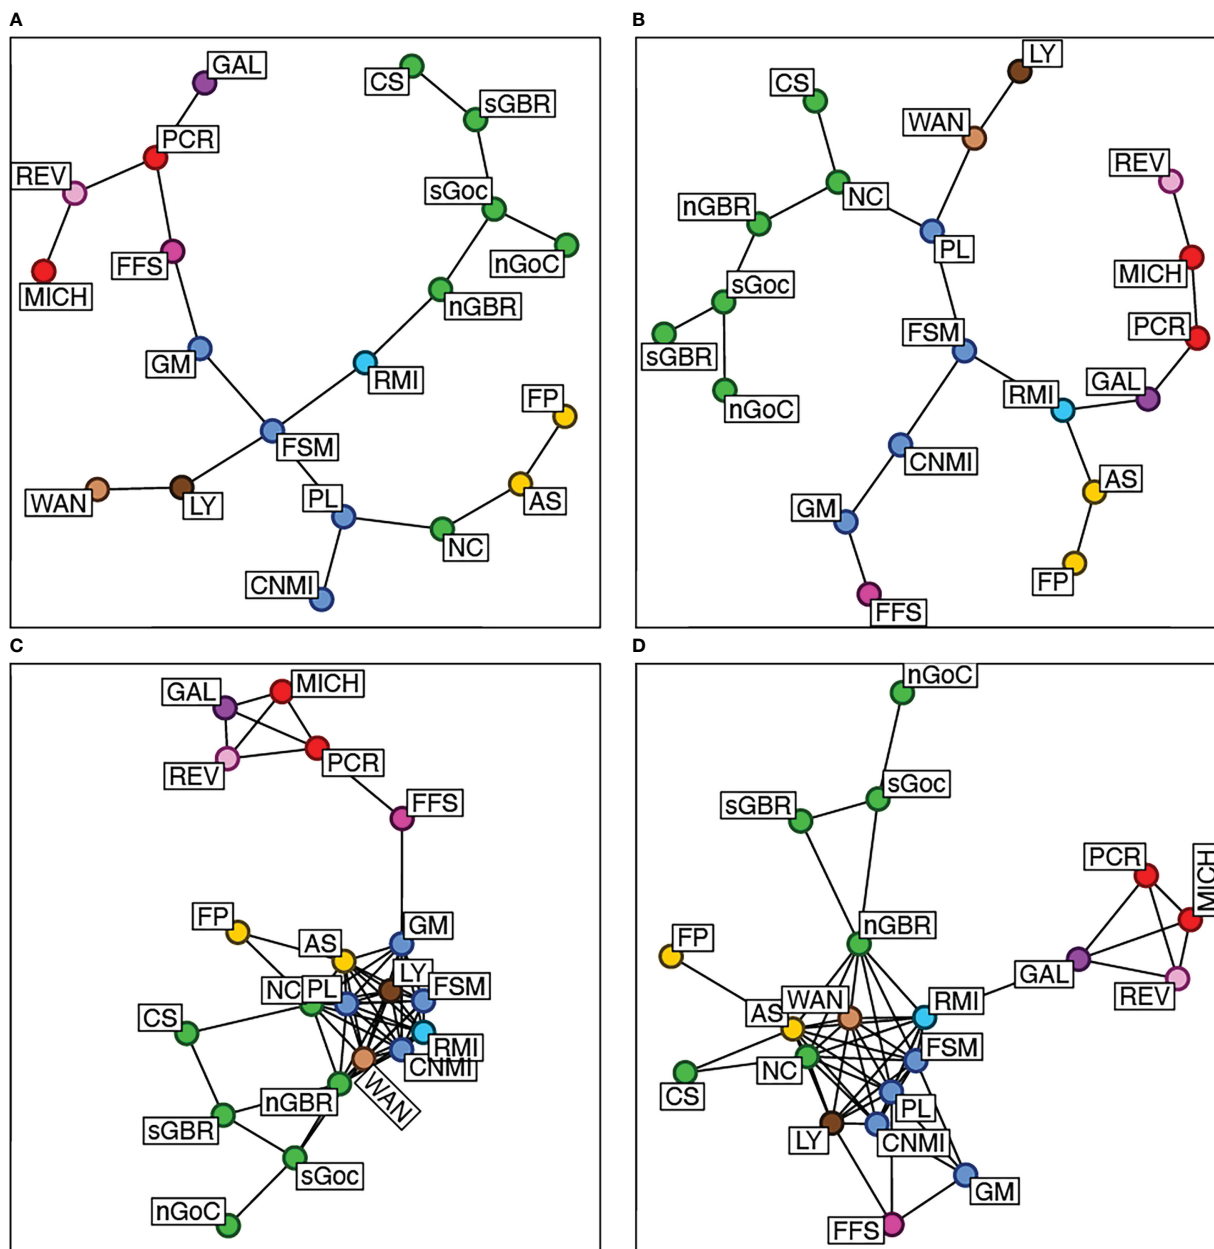 A
GAL
CS
sGBR
PCR
REV
sGoc
nGoC
FFS
MICH
nGBR
GM
RMI
FP
FSM
WAN
LY
PL
AS
NC
CNMI
B
LY
CS
WAN
REV
NC
nGBR
PL
MICH
sGoc
PCR
FSM
sGBR
GAL
RMI
nGoC
CNMI
AS
GM
FP
FFS
C
MICH
GAL
PCR
REV
FFS
FP
GM
AS
LY
NC
PL
FSM
CS
RMI
CNMI
WAN
nGBR
sGBR
sGoc
nGoC
D
nGoC
sGoc
sGBR
PCR
MICH
nGBR
FP
GAL
REV
WAN
RMI
AS
FSM
NC
CS
PL
LY
CNMI
GM
FFS